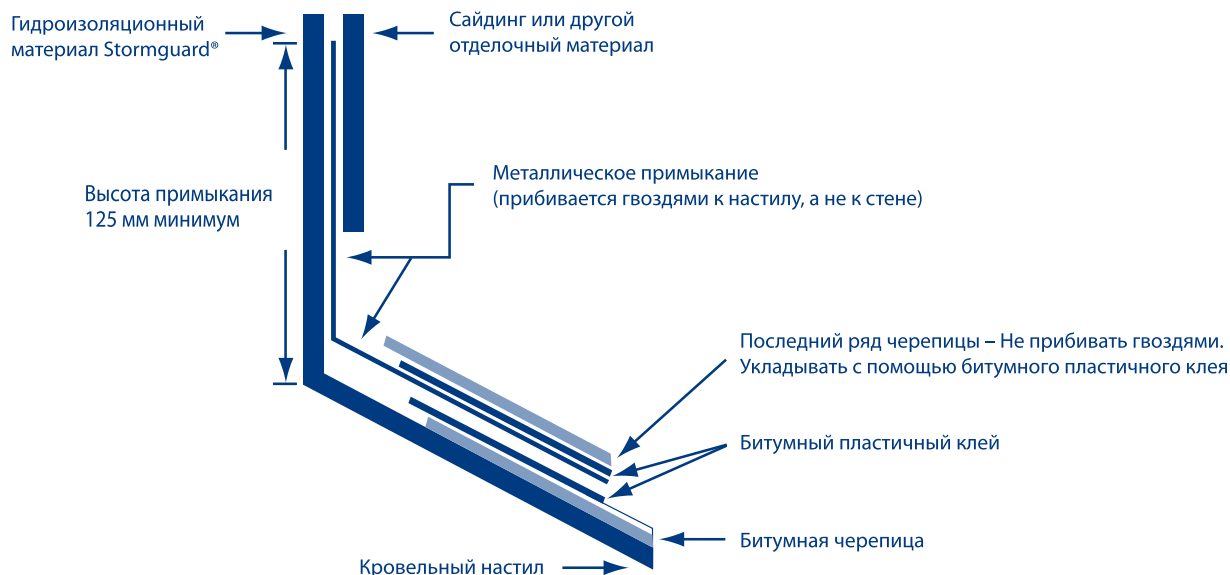 Гидроизоляционный
материал Stormguard®
Сайдинг или другой
отделочный материал
Высота примыкания
125 мм минимум
Металлическое примыкание
(прибивается гвоздями к настилу, а не к стене)
Последний ряд черепицы – Не прибивать гвоздями.
Укладывать с помощью битумного пластичного клея
Битумный пластичный клей
Битумная черепица
Кровельный настил